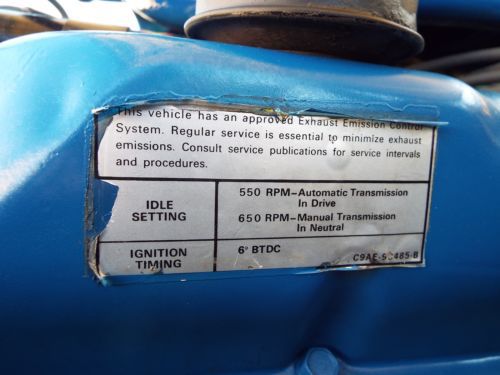 This vehicle has an approved Exhaust Emission Control
System. Regular service is essential to minimize exhaust
emissions. Consult service publications for service intervals
and procedures.
IDLE
SETTING
550 RPM-Automatic Transmission
In Drive
650 RPM-Manual Transmission
In Neutral
IGNITION
TIMING
6° BTDC